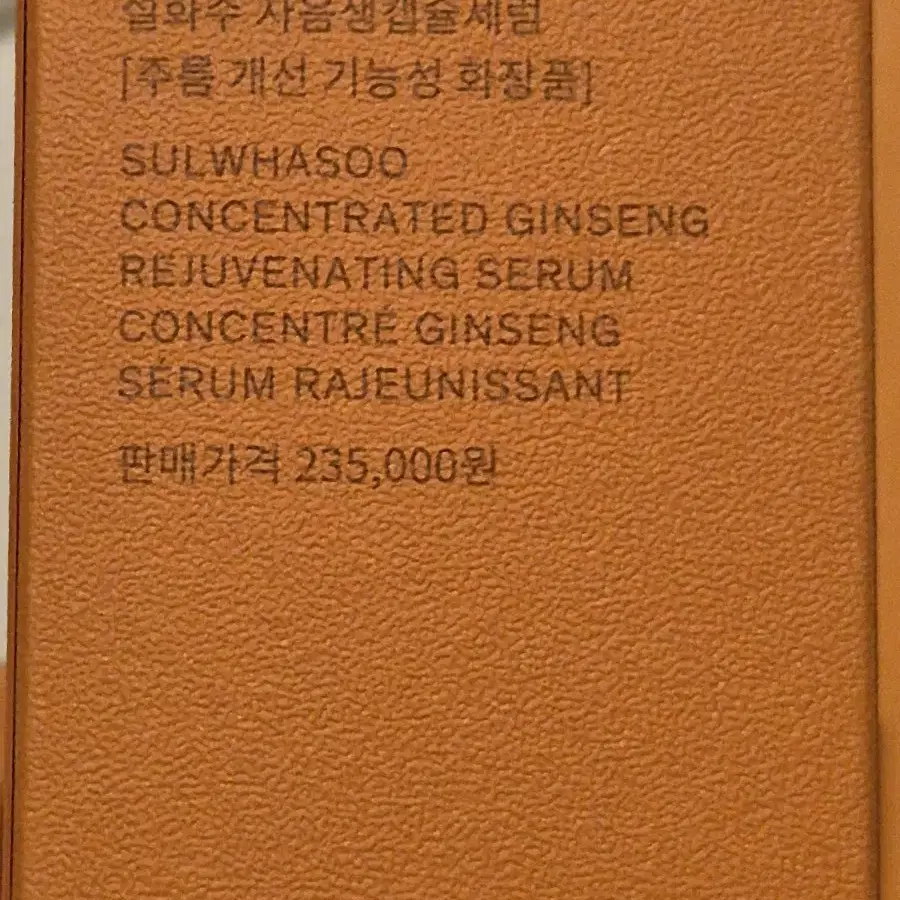 설화수 자음생캡슐세럼
[주름 개선 기능성 화장품]
SULWHASOO
CONCENTRATED GINSENG
REJUVENATING SERUM
CONCENTRÉ GINSENG
SÉRUM RAJEUNISSANT
판매가격 235,000원